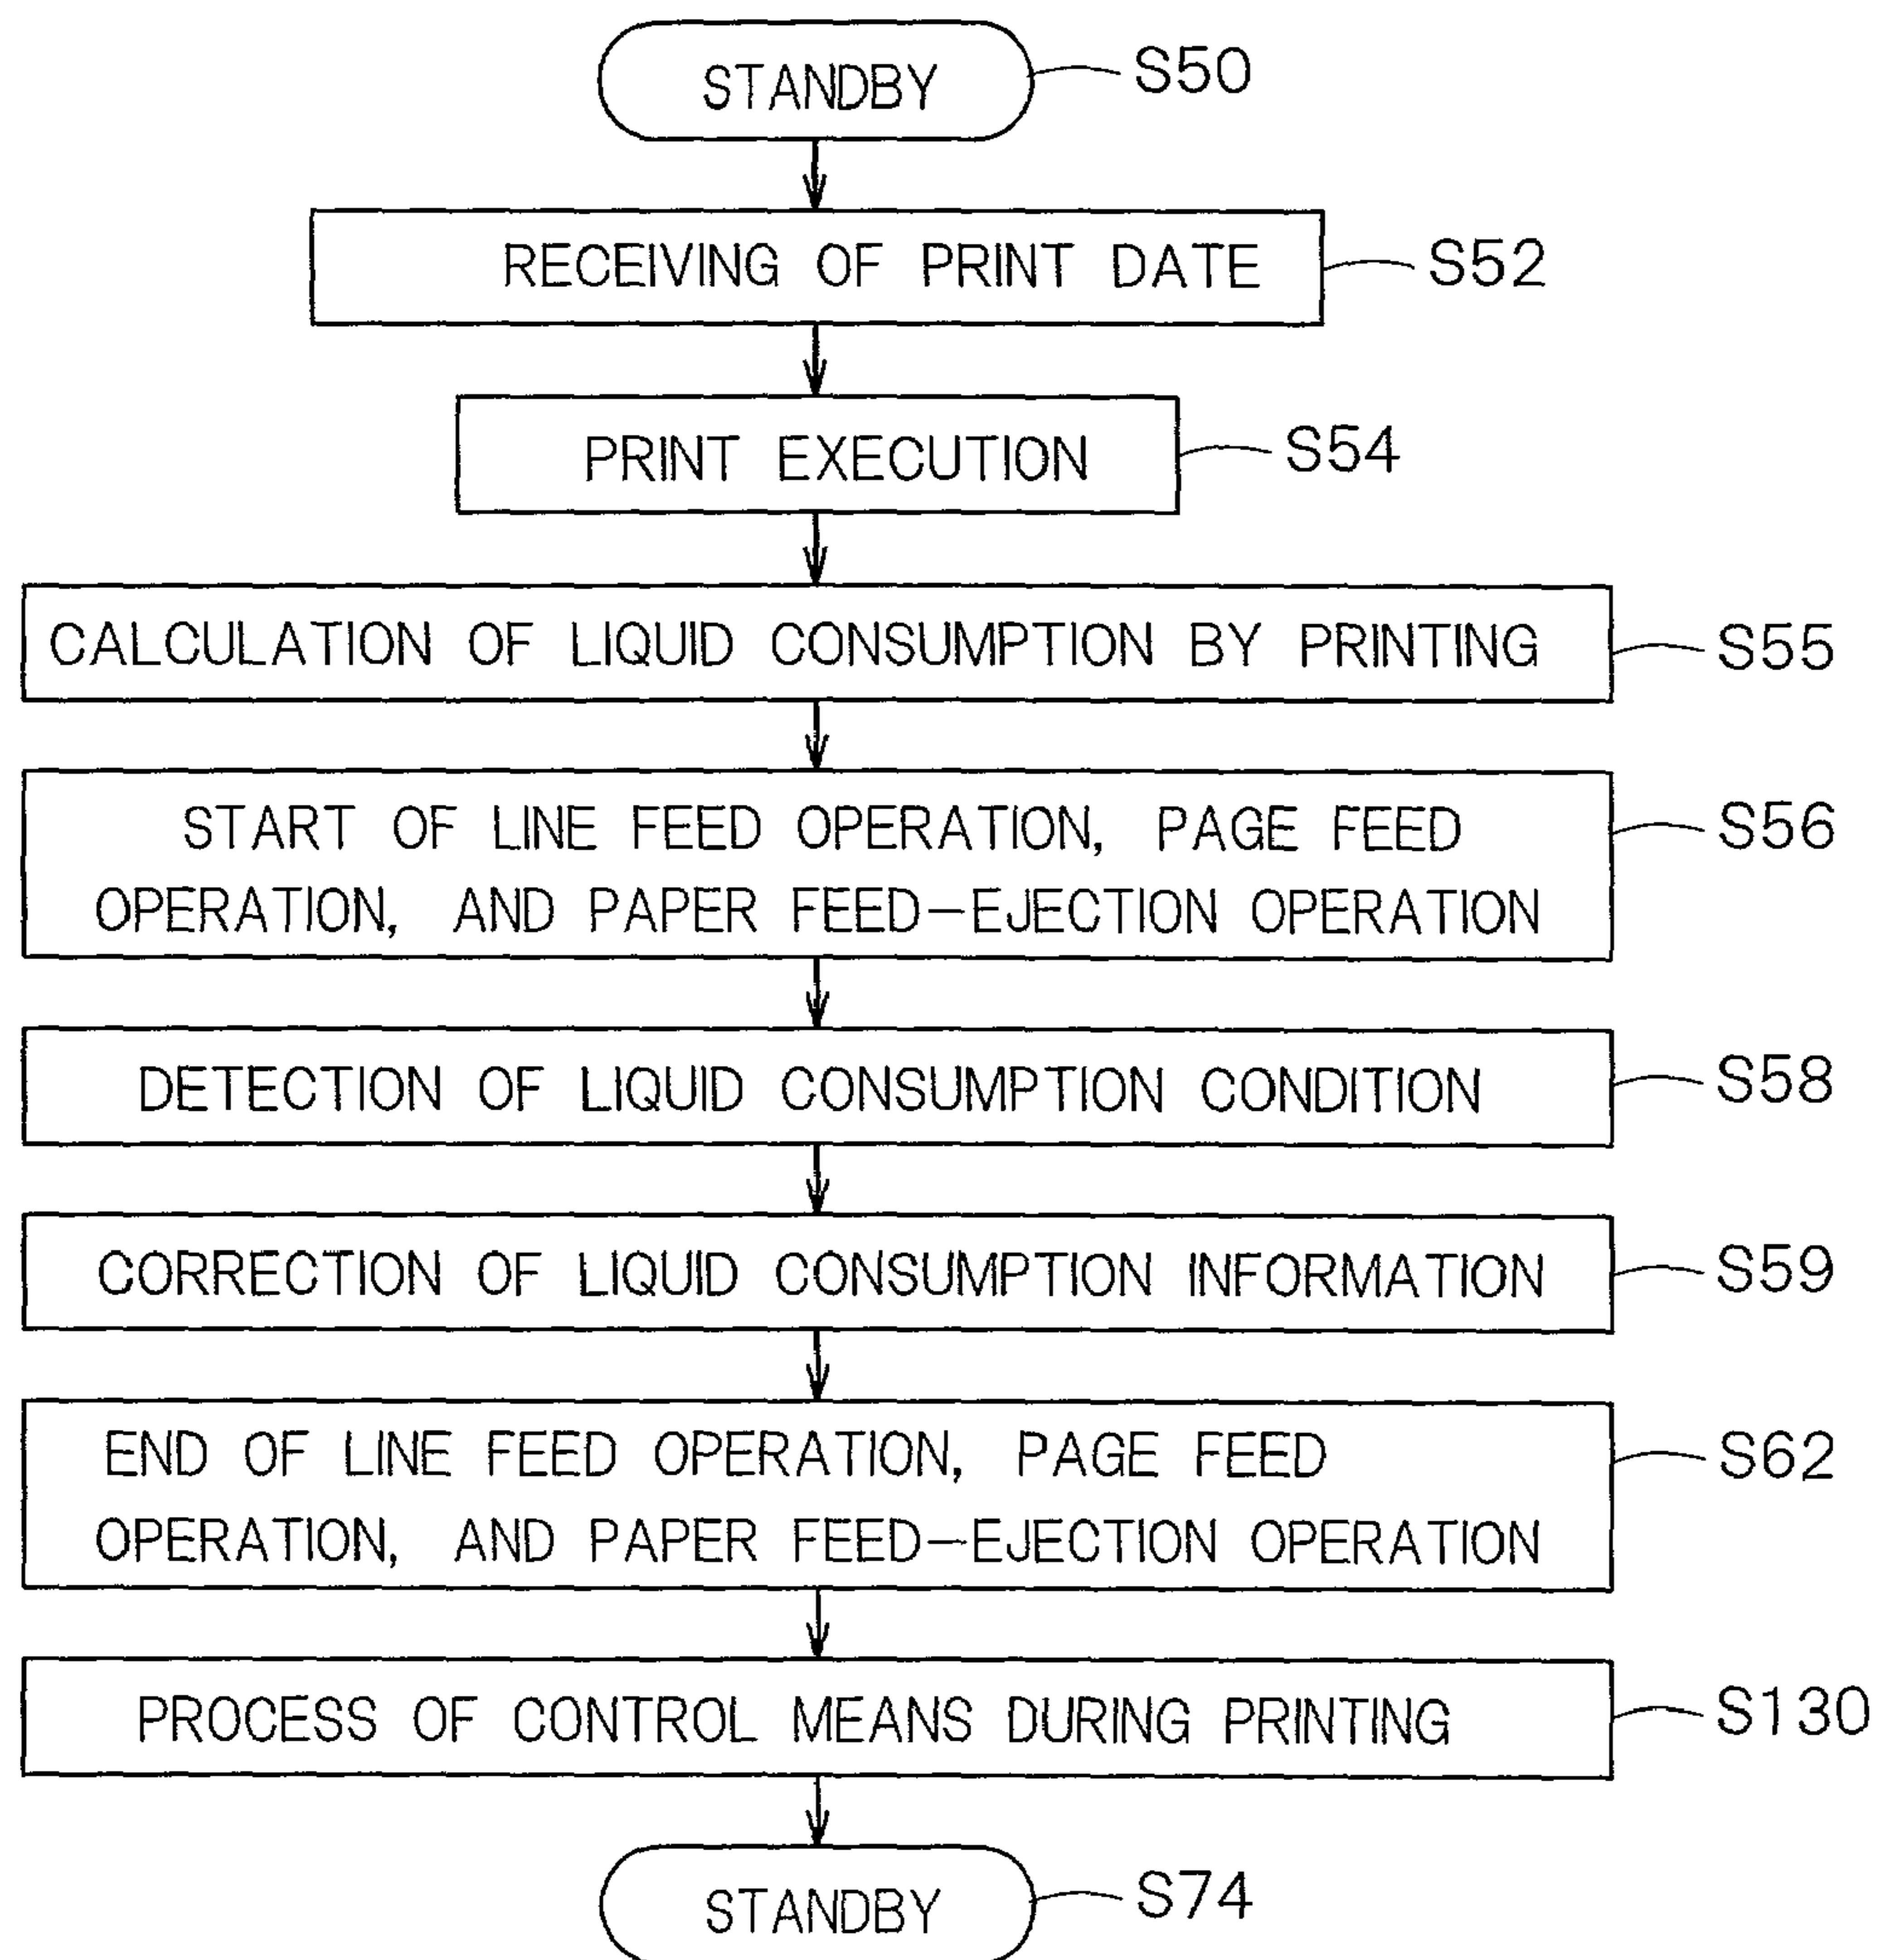 STANDBY
S50
RECEIVING OF PRINT DATE
S52
PRINT EXECUTION
S54
CALCULATION OF LIQUID CONSUMPTION BY PRINTING
S55
START OF LINE FEED OPERATION, PAGE FEED
OPERATION, AND PAPER FEED-EJECTION OPERATION
S56
DETECTION OF LIQUID CONSUMPTION CONDITION
S58
CORRECTION OF LIQUID CONSUMPTION INFORMATION
S59
END OF LINE FEED OPERATION, PAGE FEED
OPERATION, AND PAPER FEED-EJECTION OPERATION
S62
PROCESS OF CONTROL MEANS DURING PRINTING
S130
STANDBY
S74